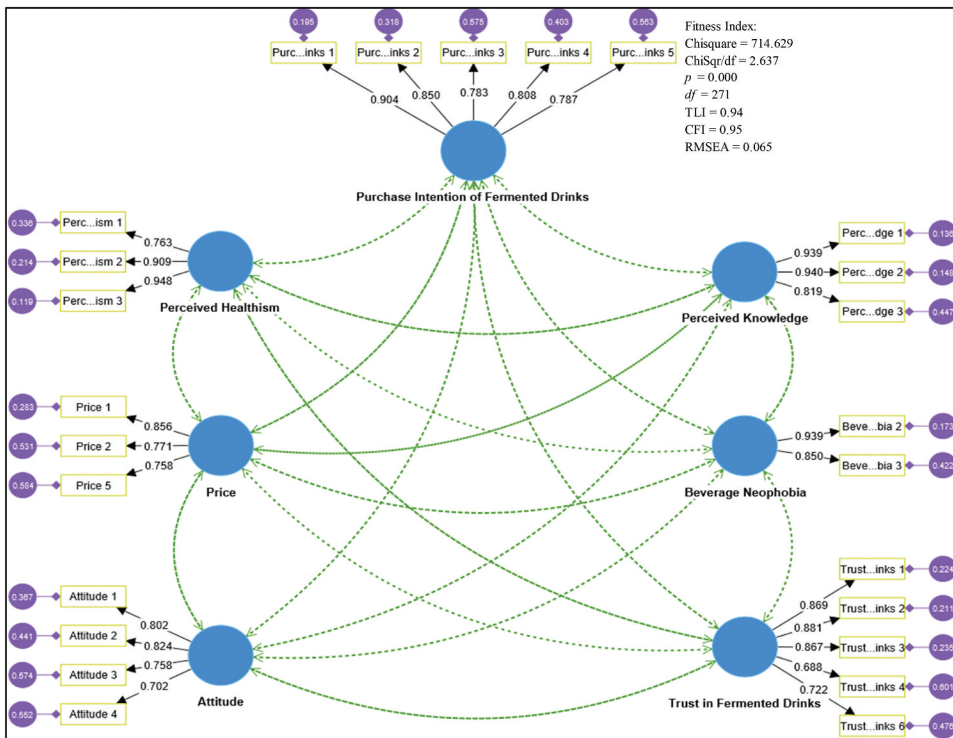 0.195 0.318 0.575 0.403 0.563
Purc...inks 1 Purc...inks 2 Purc...inks 3 Purc...inks 4 Purc...inks 5
0.904 0.850 0.783 0.808 0.787
Fitness Index:
Chisquare = 714.629
ChiSqr/df = 2.637
p = 0.000
df = 271
TLI = 0.94
CFI = 0.95
RMSEA = 0.065
Purchase Intention of Fermented Drinks
0.336 Perc...ism 1 0.763
0.214 Perc...ism 2 0.909
0.119 Perc...ism 3 0.948
Perceived Healthism
0.939 Perc...dge 1 0.136
0.940 Perc...dge 2 0.148
0.819 Perc...dge 3 0.447
Perceived Knowledge
0.283 Price 1 0.856
0.531 Price 2 0.771
0.584 Price 5 0.758
Price
0.939 Beve...bia 2 0.173
0.850 Beve...bia 3 0.422
Beverage Neophobia
0.367 Attitude 1 0.802
0.441 Attitude 2 0.824
0.574 Attitude 3 0.758
0.552 Attitude 4 0.702
Attitude
0.869 Trust...inks 1 0.224
0.881 Trust...inks 2 0.211
0.867 Trust...inks 3 0.235
0.688 Trust...inks 4 0.601
0.722 Trust...inks 6 0.476
Trust in Fermented Drinks